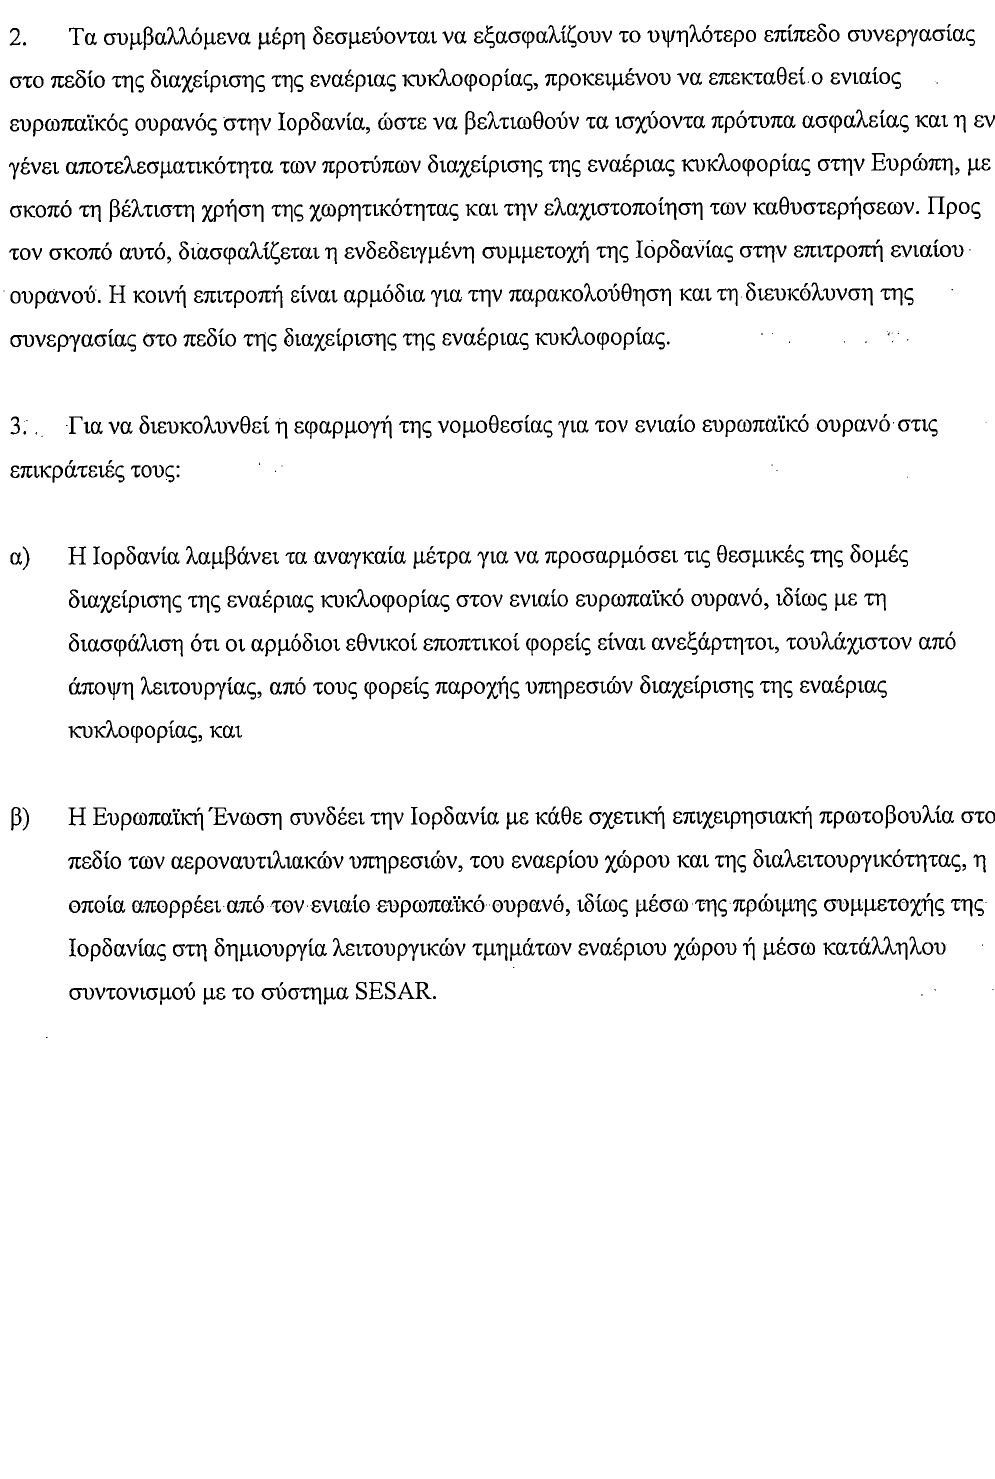 2. Τα συμβαλλόμενα μέρη δεσμεύονται να εξασφαλίζουν το υψηλότερο επίπεδο συνεργασίας
στο πεδίο της διαχείρισης της εναέριας κυκλοφορίας, προκειμένου να επεκταθεί ο ενιαίος
ευρωπαϊκός ουρανός στην Ιορδανία, ώστε να βελτιωθούν τα ισχύοντα πρότυπα ασφαλείας και η εν
γένει αποτελεσματικότητα των προτύπων διαχείρισης της εναέριας κυκλοφορίας στην Ευρώπη, με
σκοπό τη βέλτιστη χρήση της χωρητικότητας και την ελαχιστοποίηση των καθυστερήσεων. Προς
τον σκοπό αυτό, διασφαλίζεται η ενδεδειγμένη συμμετοχή της Ιορδανίας στην επιτροπή ενιαίου
ουρανού. Η κοινή επιτροπή είναι αρμόδια για την παρακολούθηση και τη διευκόλυνση της
συνεργασίας στο πεδίο της διαχείρισης της εναέριας κυκλοφορίας.
3. Για να διευκολυνθεί η εφαρμογή της νομοθεσίας για τον ενιαίο ευρωπαϊκό ουρανό στις
επικράτειές τους:
α) Η Ιορδανία λαμβάνει τα αναγκαία μέτρα για να προσαρμόσει τις θεσμικές της δομές
διαχείρισης της εναέριας κυκλοφορίας στον ενιαίο ευρωπαϊκό ουρανό, ιδίως με τη
διασφάλιση ότι οι αρμόδιοι εθνικοί εποπτικοί φορείς είναι ανεξάρτητοι, τουλάχιστον από
άποψη λειτουργίας, από τους φορείς παροχής υπηρεσιών διαχείρισης της εναέριας
κυκλοφορίας, και
β) Η Ευρωπαϊκή Ένωση συνδέει την Ιορδανία με κάθε σχετική επιχειρησιακή πρωτοβουλία στο
πεδίο των αεροναυτιλιακών υπηρεσιών, του εναερίου χώρου και της διαλειτουργικότητας, η
οποία απορρέει από τον ενιαίο ευρωπαϊκό ουρανό, ιδίως μέσω της πρώιμης συμμετοχής της
Ιορδανίας στη δημιουργία λειτουργικών τμημάτων εναέριου χώρου ή μέσω κατάλληλου
συντονισμού με το σύστημα SESAR.